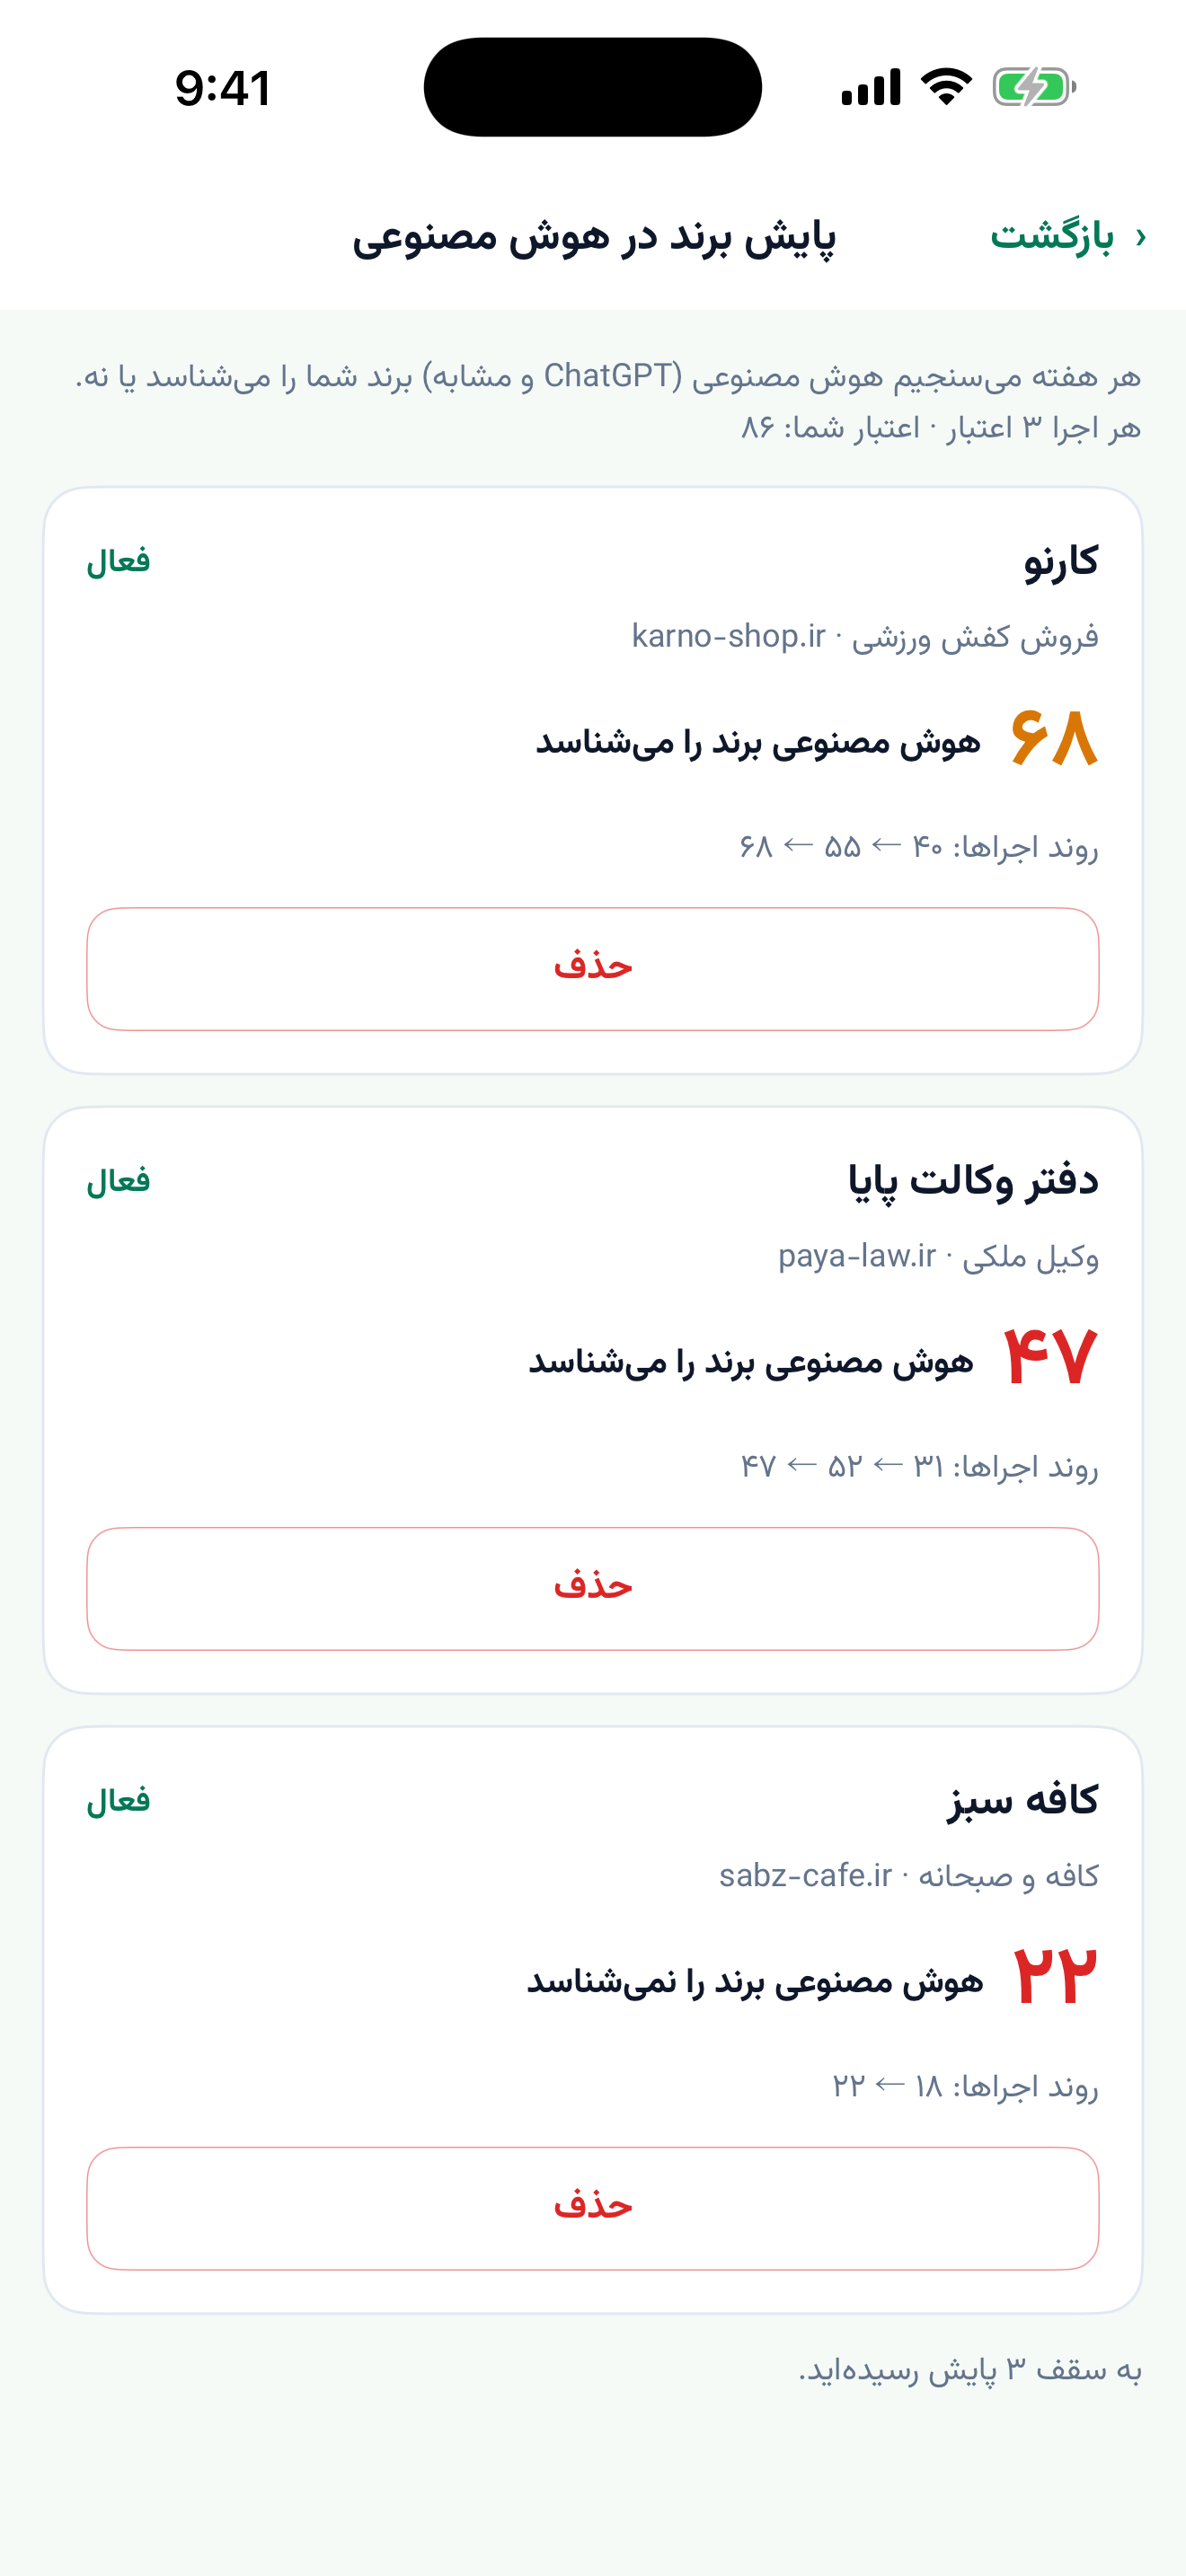 9:41
‹ بازگشت
پایش برند در هوش مصنوعی
هر هفته می‌سنجیم هوش مصنوعی (ChatGPT و مشابه) برند شما را می‌شناسد یا نه.
هر اجرا ۳ اعتبار · اعتبار شما: ۸۶
کارنو
فعال
فروش کفش ورزشی · karno-shop.ir
۶۸ هوش مصنوعی برند را می‌شناسد
روند اجراها: ۴۰ ← ۵۵ ← ۶۸
حذف
دفتر وکالت پایا
فعال
وکیل ملکی · paya-law.ir
۴۷ هوش مصنوعی برند را می‌شناسد
روند اجراها: ۳۱ ← ۵۲ ← ۴۷
حذف
کافه سبز
فعال
کافه و صبحانه · sabz-cafe.ir
۲۲ هوش مصنوعی برند را نمی‌شناسد
روند اجراها: ۱۸ ← ۲۲
حذف
به سقف ۳ پایش رسیده‌اید.